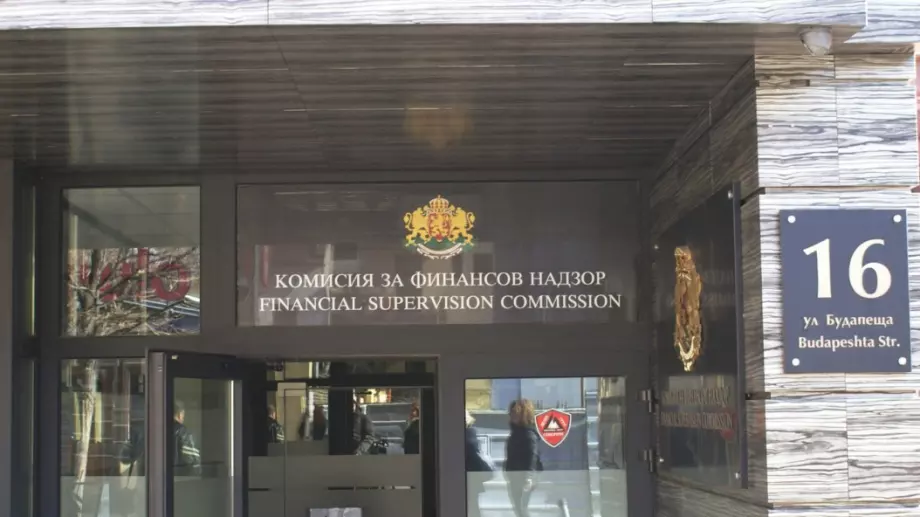 КОМИСИЯ ЗА ФИНАНСОВ НАДЗОР
FINANCIAL SUPERVISION COMMISSION
16
ул Будапеща
Budapeshta Str.